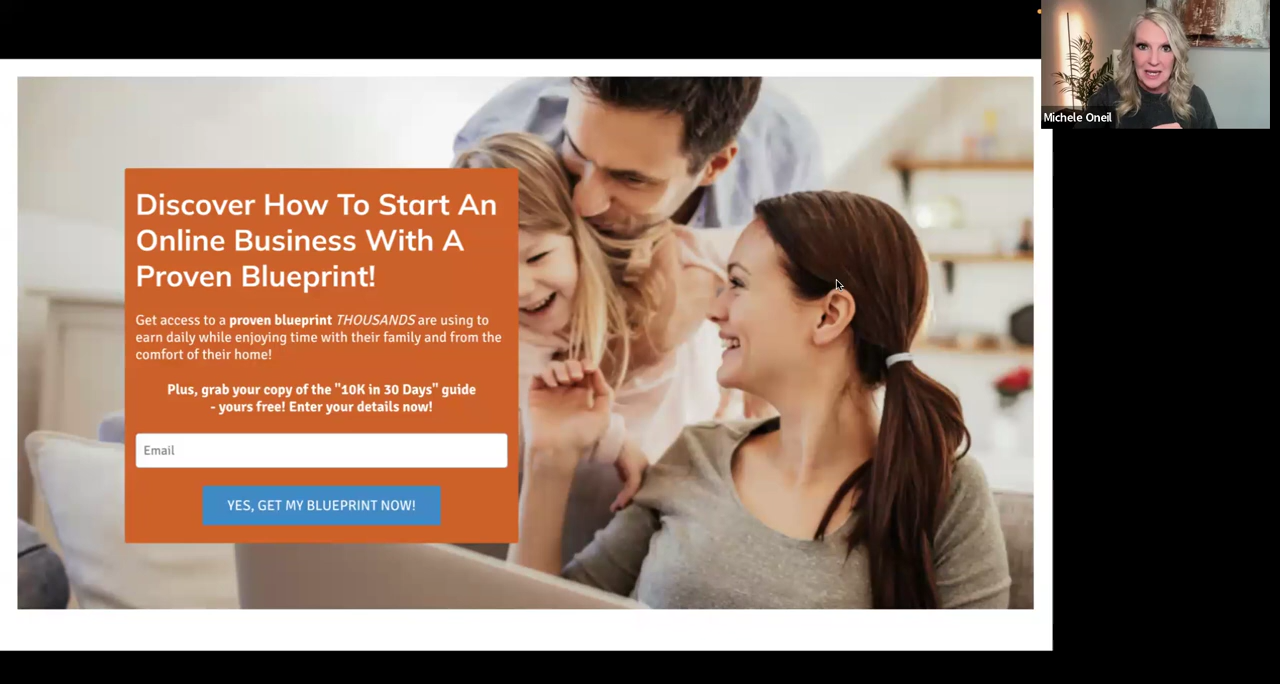 Michele Oneil
Discover How To Start An
Online Business With A
Proven Blueprint!
Get access to a proven blueprint THOUSANDS are using to
earn daily while enjoying time with their family and from the
comfort of their home!
Plus, grab your copy of the "10K in 30 Days" guide
- yours free! Enter your details now!
Email
YES, GET MY BLUEPRINT NOW!